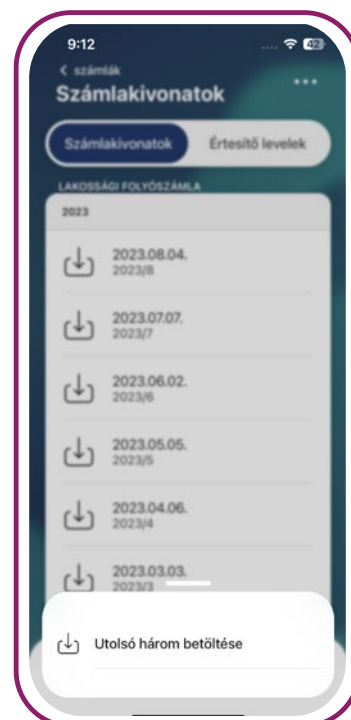 9:12
42
számlák
Számlakivonatok
Számlakivonatok
Értesítő levelek
LAKOSSÁGI FOLYÓSZÁMLA
2023
2023.08.04.
2023/8
2023.07.07.
2023/7
2023.06.02.
2023/6
2023.05.05.
2023/5
2023.04.06.
2023/4
2023.03.03.
2023/3
Utolsó három betöltése